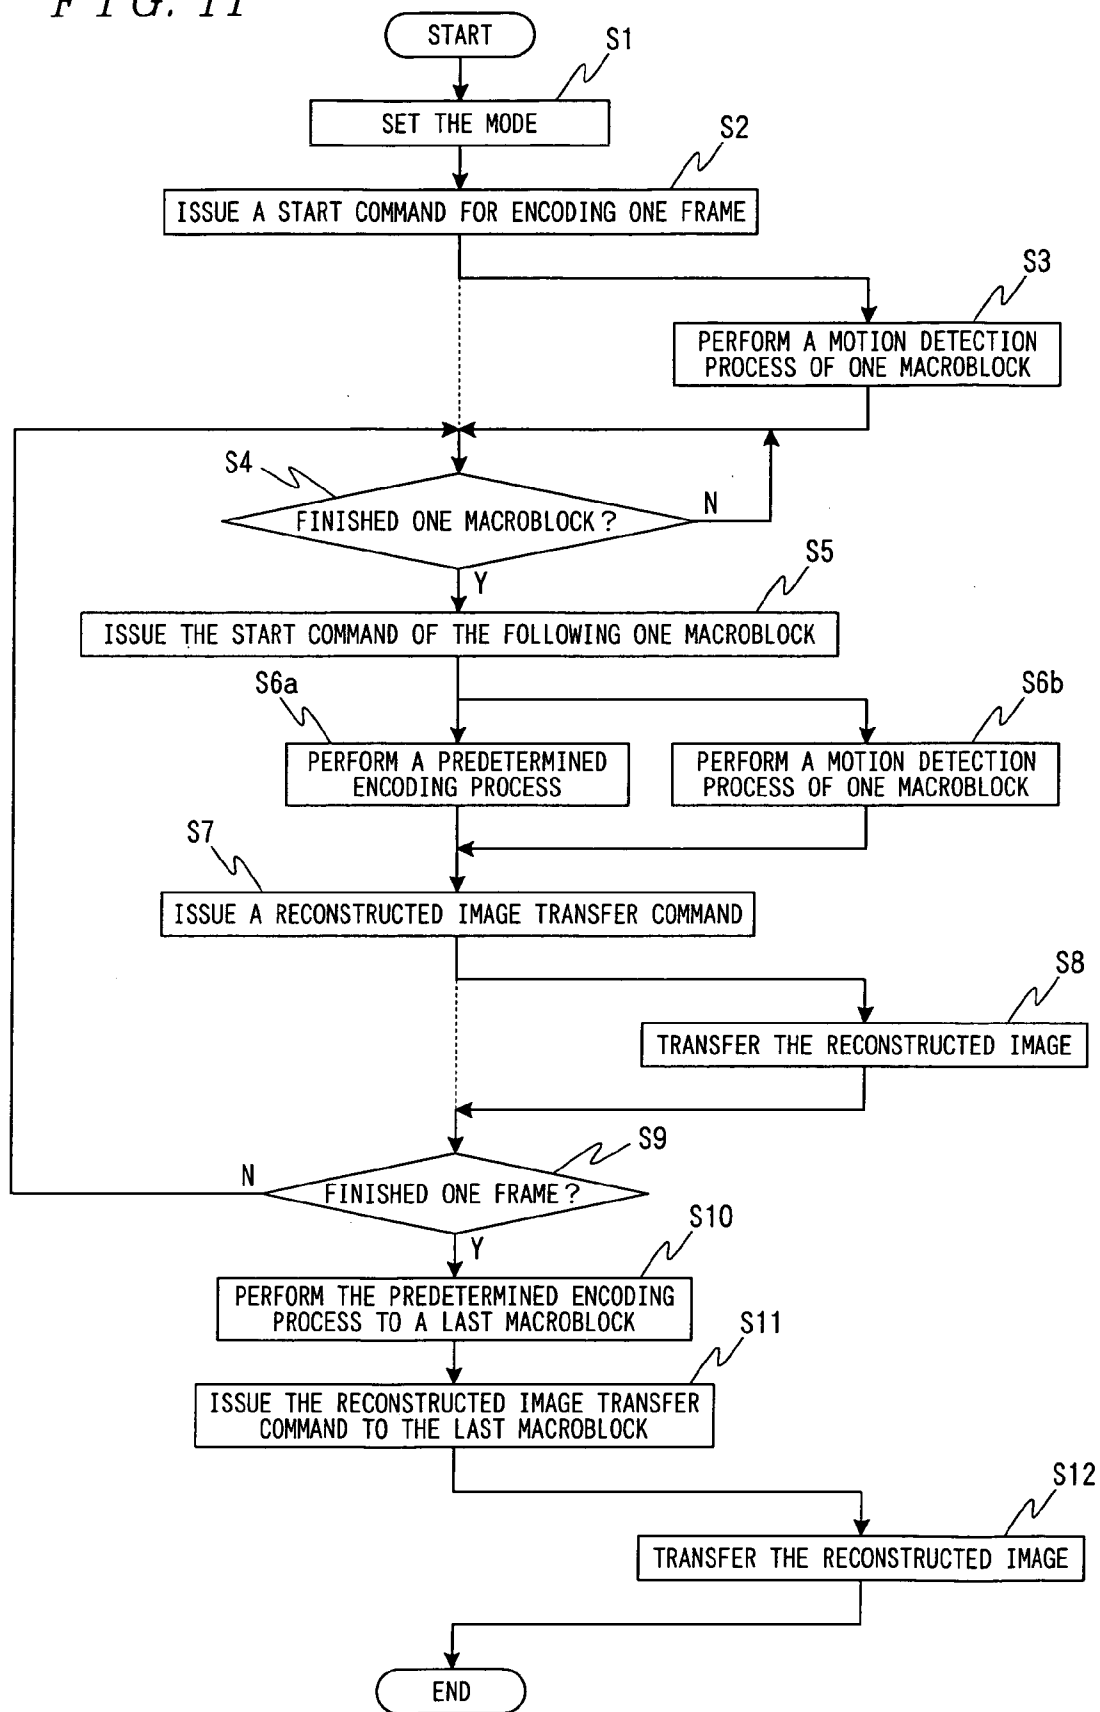 FIG. 11
START
S1
SET THE MODE
S2
ISSUE A START COMMAND FOR ENCODING ONE FRAME
S3
PERFORM A MOTION DETECTION
PROCESS OF ONE MACROBLOCK
S4
FINISHED ONE MACROBLOCK?
N
Y
S5
ISSUE THE START COMMAND OF THE FOLLOWING ONE MACROBLOCK
S6a
PERFORM A PREDETERMINED
ENCODING PROCESS
S6b
PERFORM A MOTION DETECTION
PROCESS OF ONE MACROBLOCK
S7
ISSUE A RECONSTRUCTED IMAGE TRANSFER COMMAND
S8
TRANSFER THE RECONSTRUCTED IMAGE
S9
N
FINISHED ONE FRAME?
Y
S10
PERFORM THE PREDETERMINED ENCODING
PROCESS TO A LAST MACROBLOCK
S11
ISSUE THE RECONSTRUCTED IMAGE TRANSFER
COMMAND TO THE LAST MACROBLOCK
S12
TRANSFER THE RECONSTRUCTED IMAGE
END